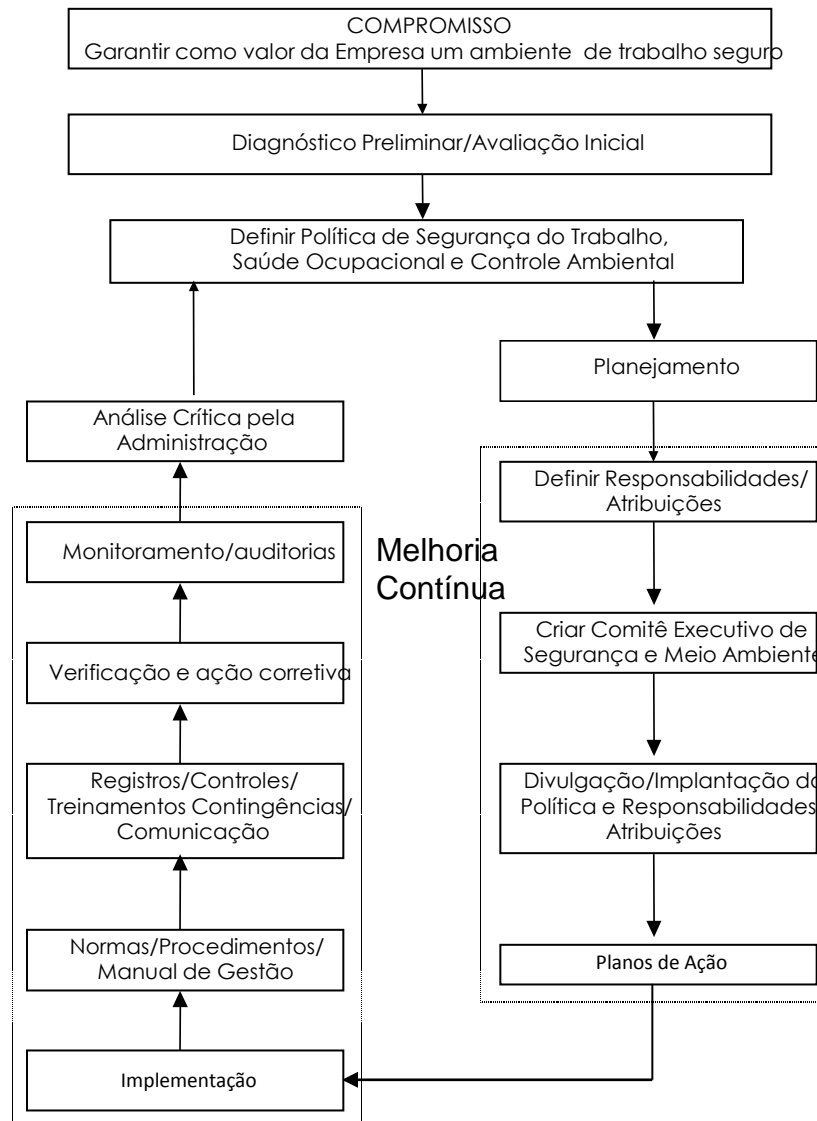 COMPROMISSO
Garantir como valor da Empresa um ambiente de trabalho seguro
Diagnóstico Preliminar/Avaliação Inicial
Definir Política de Segurança do Trabalho,
Saúde Ocupacional e Controle Ambiental
Planejamento
Definir Responsabilidades/
Atribuições
Criar Comitê Executivo de
Segurança e Meio Ambiente
Divulgação/Implantação da
Política e Responsabilidades
Atribuições
Planos de Ação
Melhoria
Contínua
Análise Crítica pela
Administração
Monitoramento/auditorias
Verificação e ação corretiva
Registros/Controles/
Treinamentos Contingências/
Comunicação
Normas/Procedimentos/
Manual de Gestão
Implementação